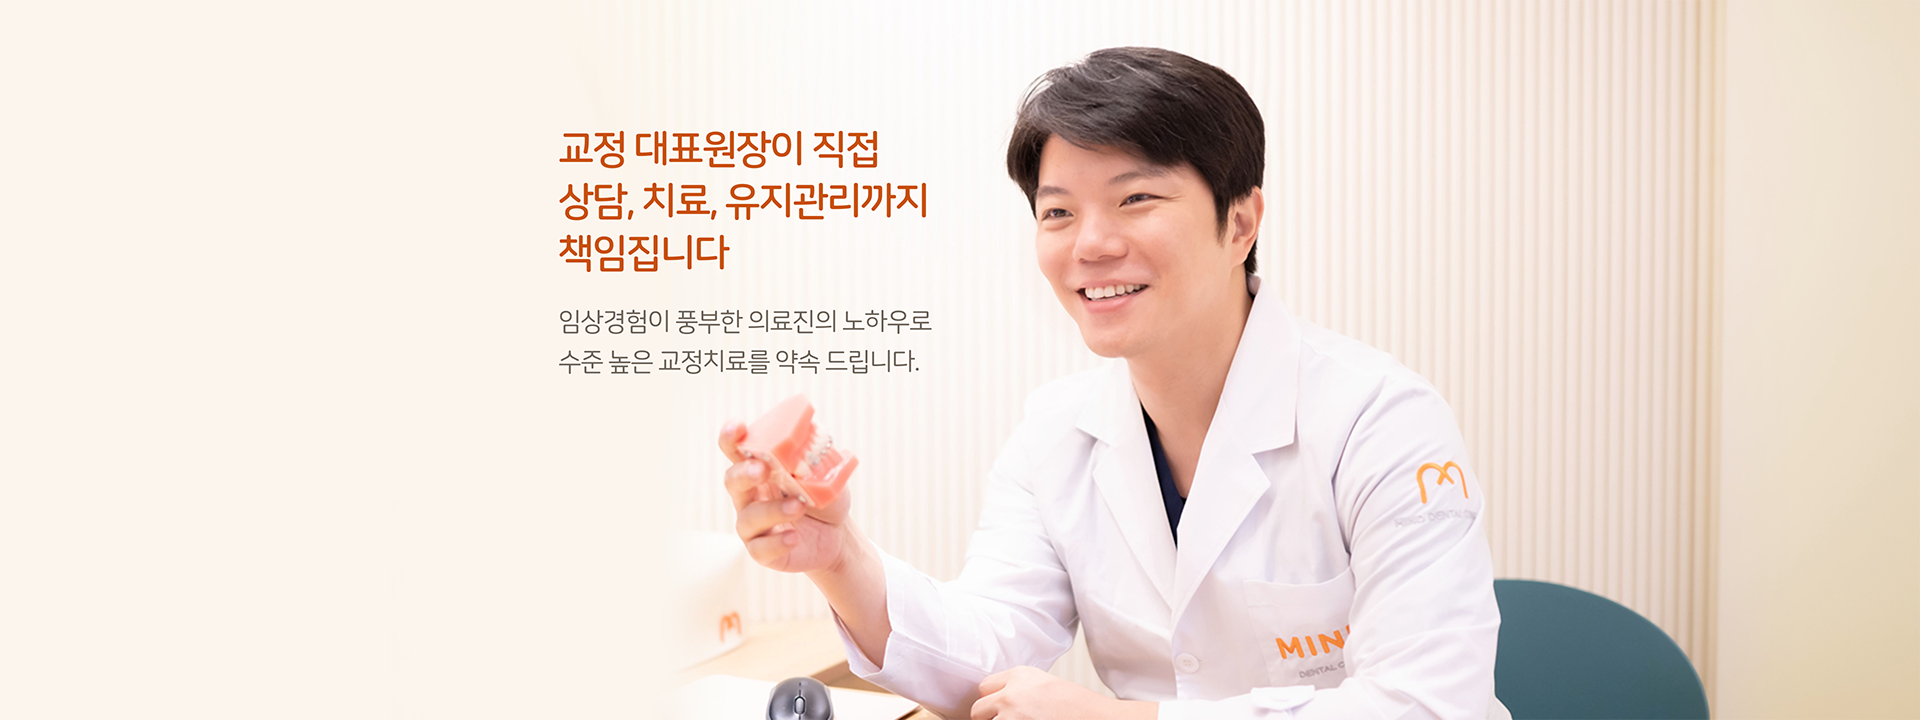 교정 대표원장이 직접
상담, 치료, 유지관리까지
책임집니다
임상경험이 풍부한 의료진의 노하우로
수준 높은 교정치료를 약속 드립니다.
DENTAL
DENTAL